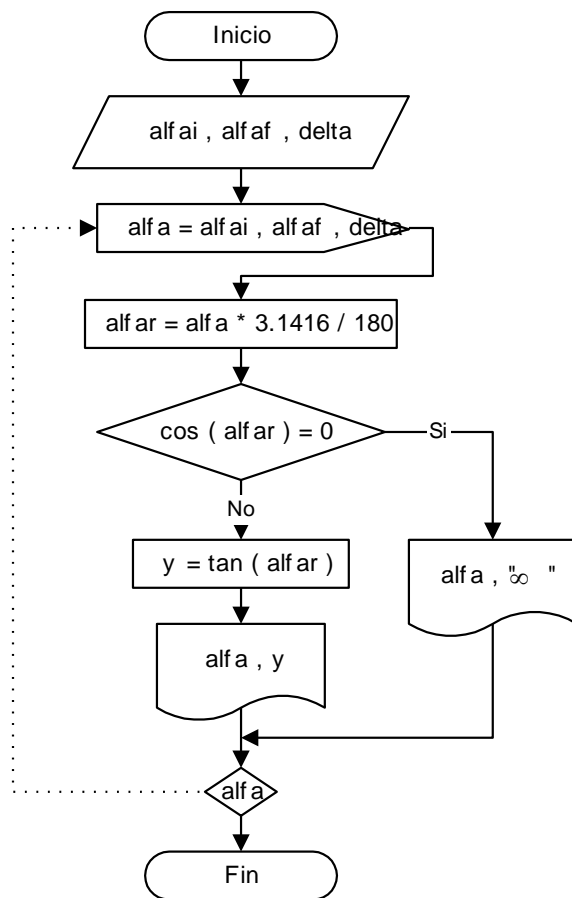 Inicio
alfai , alfaf , delta
alfa = alfai , alfaf , delta
alfar = alfa * 3.1416 / 180
cos ( alfar ) = 0
Si
No
y = tan ( alfar )
alfa , "∞ "
alfa , y
alfa
Fin